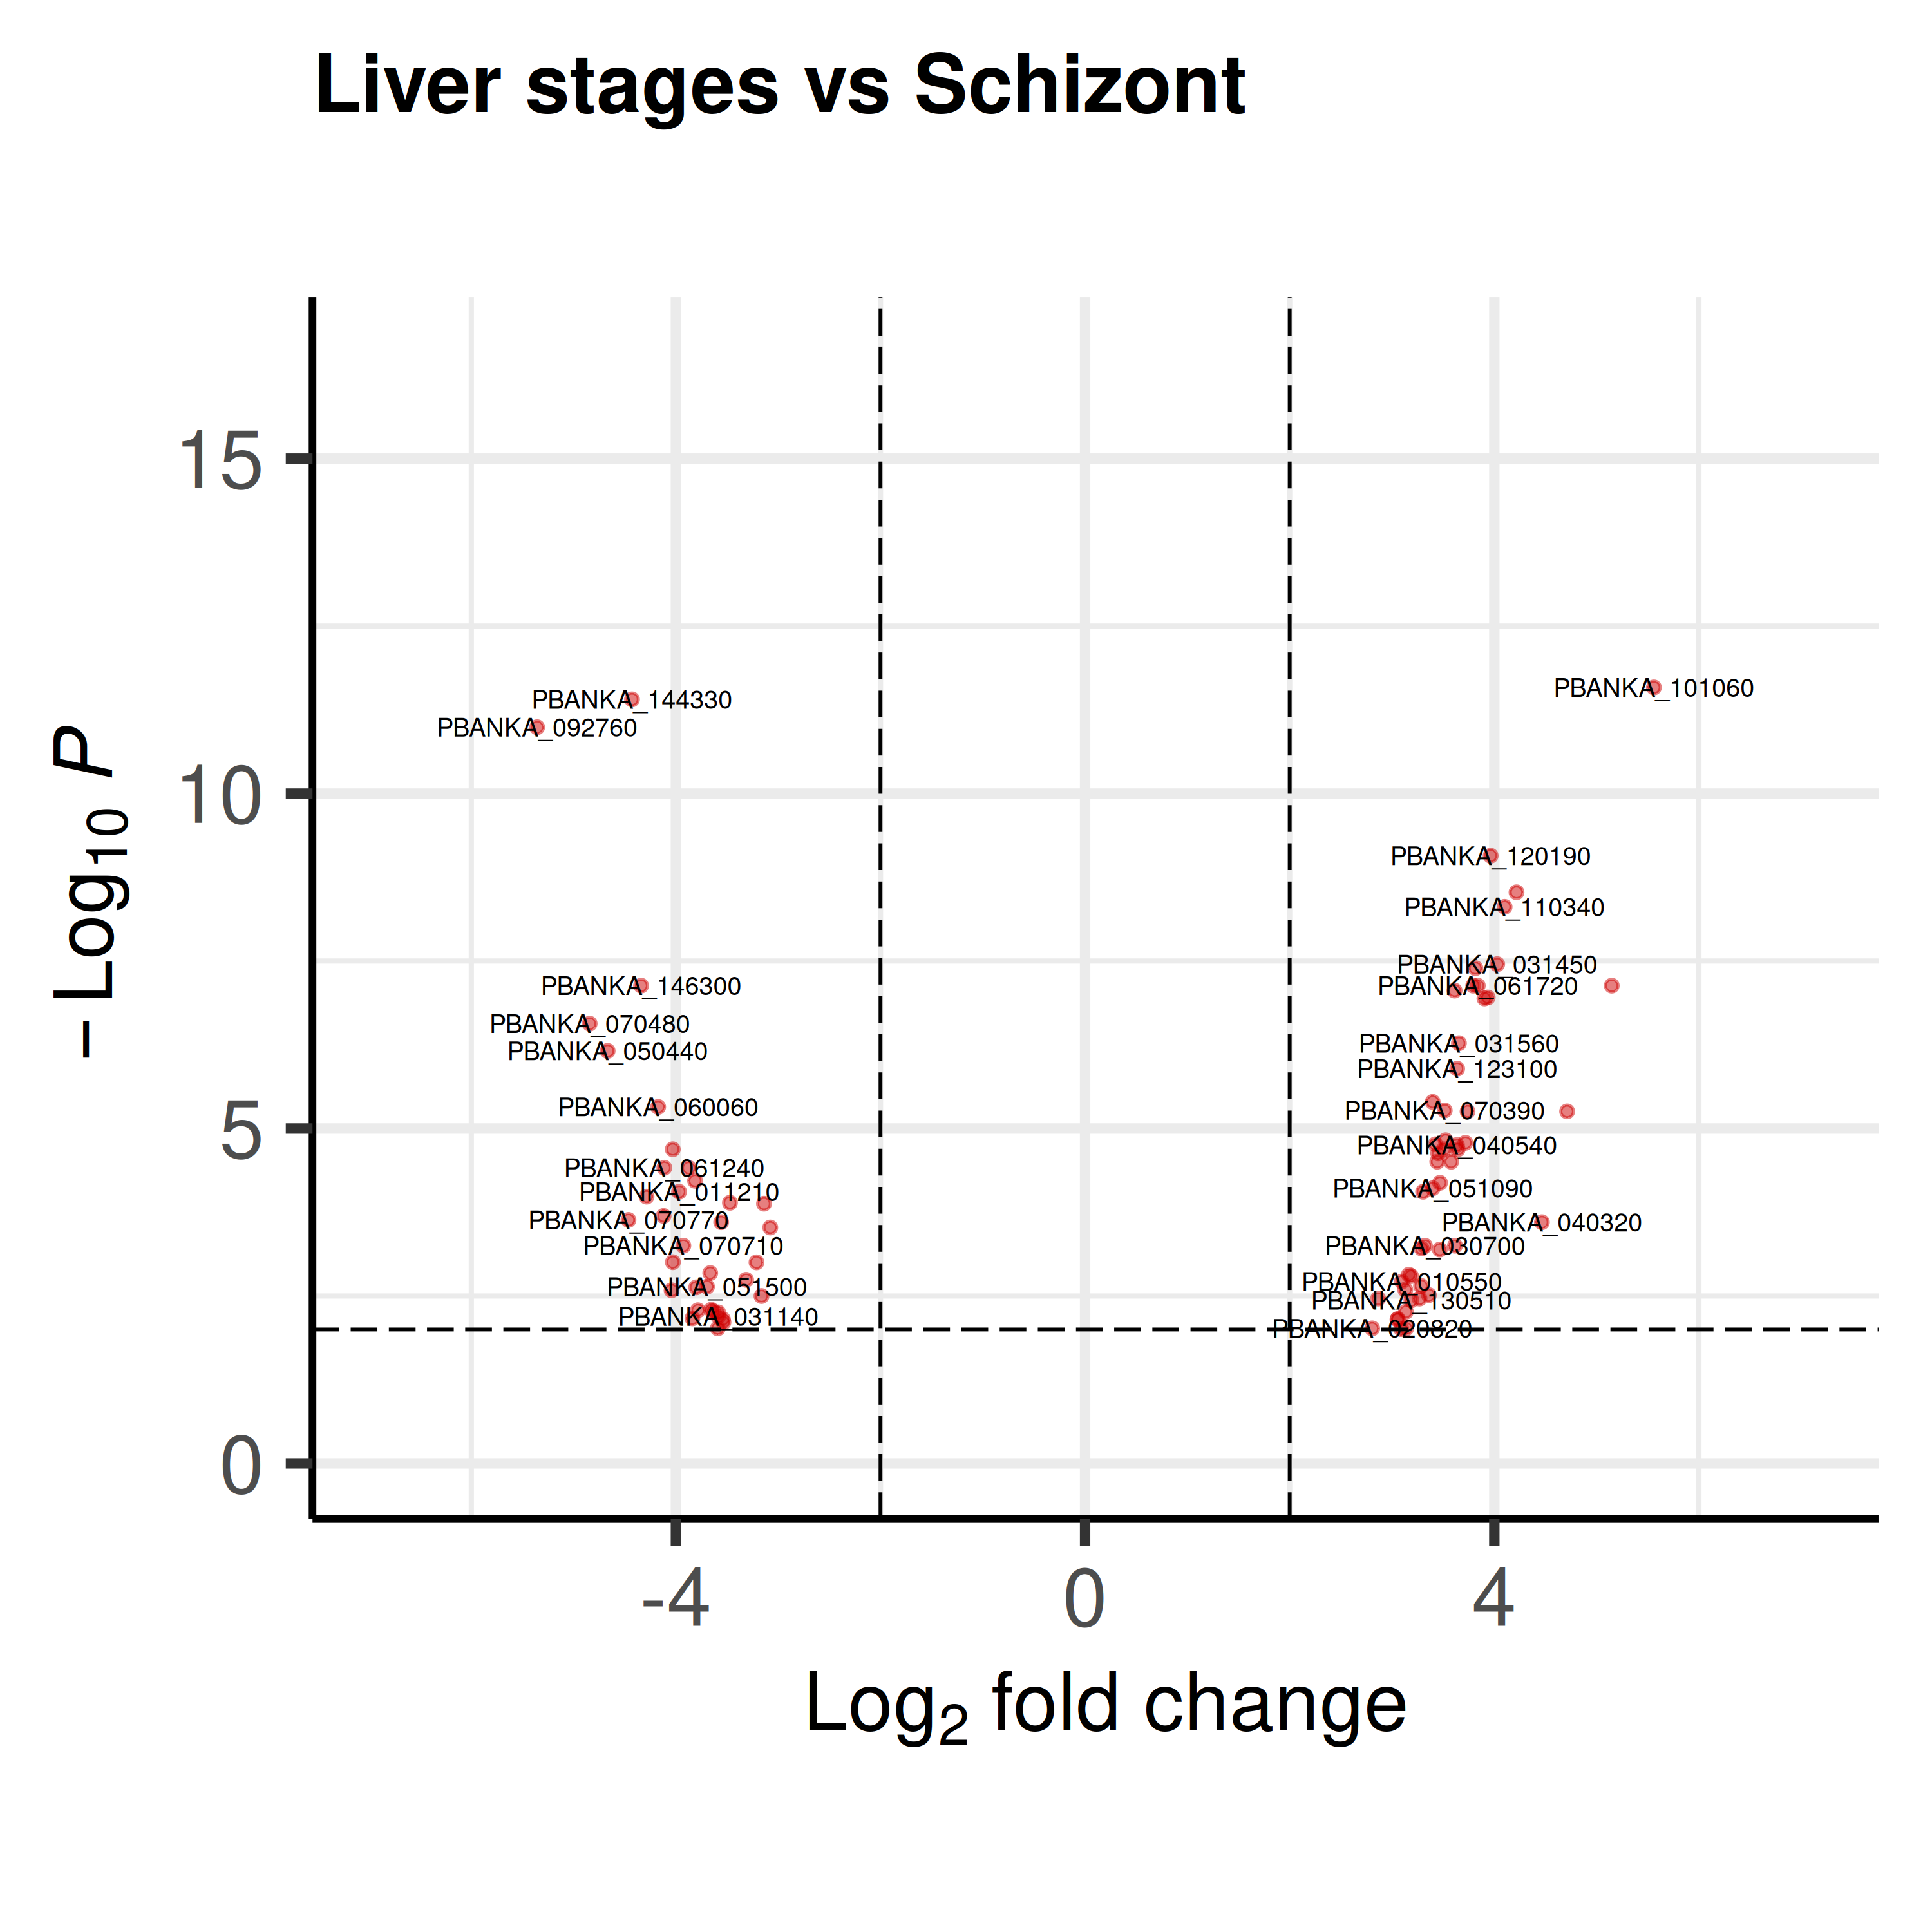 Liver stages vs Schizont
− Log10 P
15
10
5
0
PBANKA_101060
PBANKA_144330
PBANKA_092760
PBANKA_120190
PBANKA_110340
PBANKA_031450
PBANKA_146300
PBANKA_061720
PBANKA_070480
PBANKA_031560
PBANKA_050440
PBANKA_123100
PBANKA_060060
PBANKA_070390
PBANKA_040540
PBANKA_061240
PBANKA_051090
PBANKA_011210
PBANKA_070770
PBANKA_040320
PBANKA_070710
PBANKA_030700
PBANKA_010550
PBANKA_051500
PBANKA_130510
PBANKA_031140
PBANKA_020820
-4
0
4
Log2 fold change